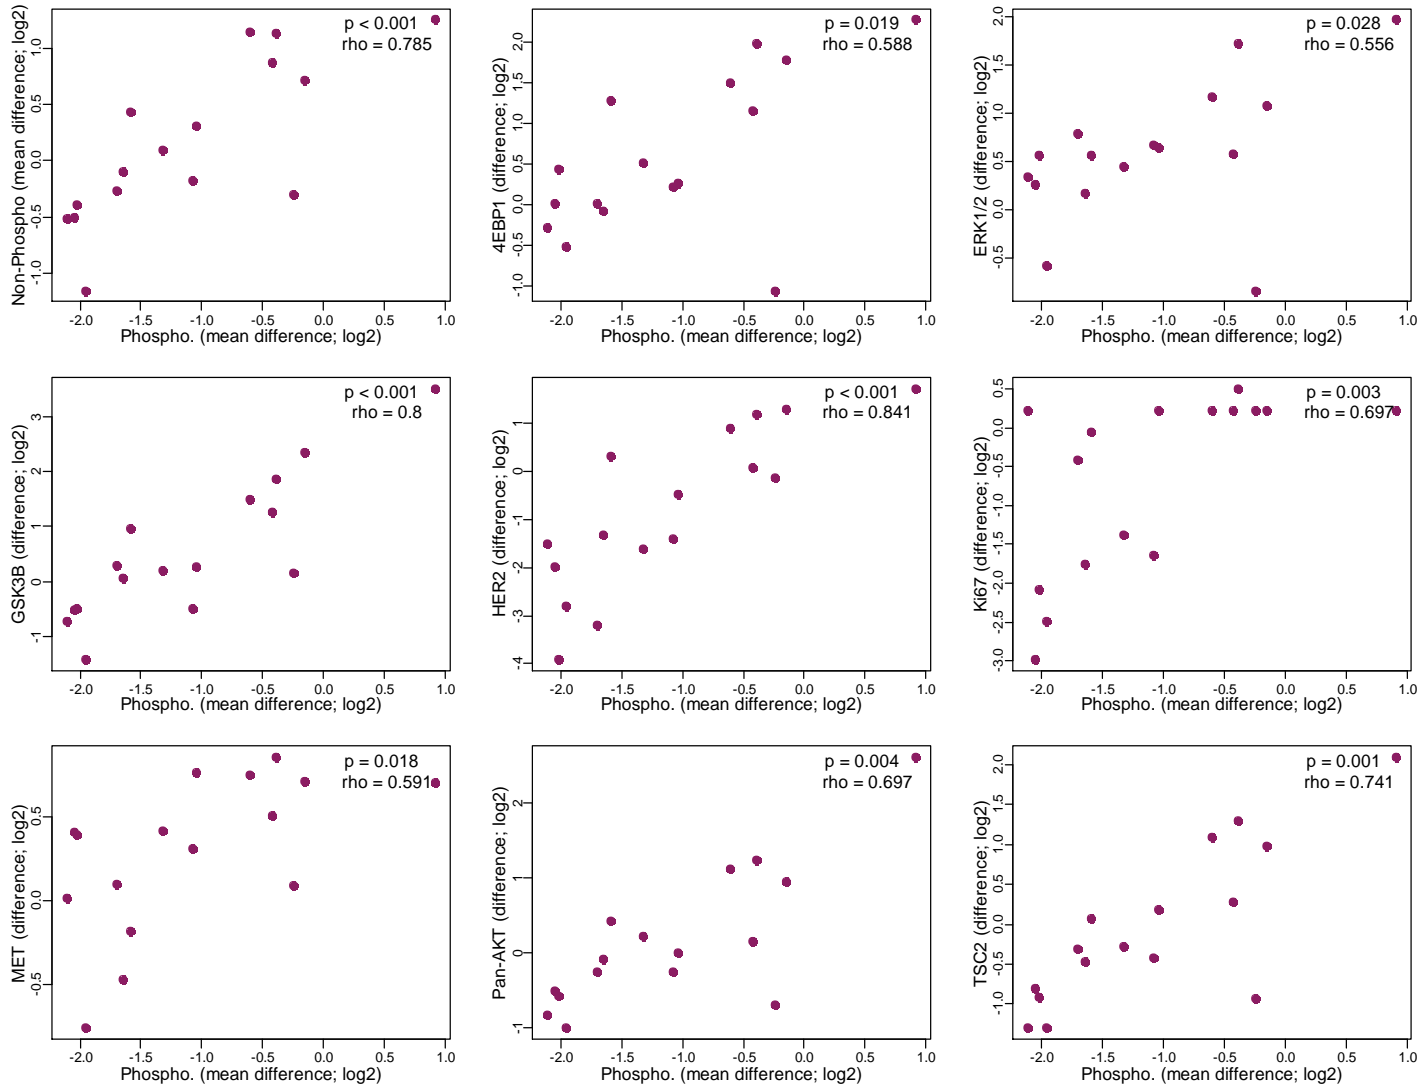 p < 0.001
rho = 0.785
Non-Phospho (mean difference; log2)
1.0
0.5
0.0
-0.5
-1.0
-2.0 -1.5 -1.0 -0.5 0.0 0.5 1.0
Phospho. (mean difference; log2)
p = 0.019
rho = 0.588
4EBP1 (difference; log2)
2.0
1.5
1.0
0.5
0.0
-0.5
-1.0
-2.0 -1.5 -1.0 -0.5 0.0 0.5 1.0
Phospho. (mean difference; log2)
p = 0.028
rho = 0.556
ERK1/2 (difference; log2)
2.0
1.5
1.0
0.5
0.0
-0.5
-2.0 -1.5 -1.0 -0.5 0.0 0.5 1.0
Phospho. (mean difference; log2)
p < 0.001
rho = 0.8
GSK3B (difference; log2)
3
2
1
0
-1
-2.0 -1.5 -1.0 -0.5 0.0 0.5 1.0
Phospho. (mean difference; log2)
p < 0.001
rho = 0.841
HER2 (difference; log2)
1
0
-1
-2
-3
-4
-2.0 -1.5 -1.0 -0.5 0.0 0.5 1.0
Phospho. (mean difference; log2)
p = 0.003
rho = 0.697
Ki67 (difference; log2)
0.5
0.0
-0.5
-1.0
-1.5
-2.0
-2.5
-3.0
-2.0 -1.5 -1.0 -0.5 0.0 0.5 1.0
Phospho. (mean difference; log2)
p = 0.018
rho = 0.591
MET (difference; log2)
0.5
0.0
-0.5
-2.0 -1.5 -1.0 -0.5 0.0 0.5 1.0
Phospho. (mean difference; log2)
p = 0.004
rho = 0.697
Pan-AKT (difference; log2)
2
1
0
-1
-2.0 -1.5 -1.0 -0.5 0.0 0.5 1.0
Phospho. (mean difference; log2)
p = 0.001
rho = 0.741
TSC2 (difference; log2)
2.0
1.5
1.0
0.5
0.0
-0.5
-1.0
-2.0 -1.5 -1.0 -0.5 0.0 0.5 1.0
Phospho. (mean difference; log2)